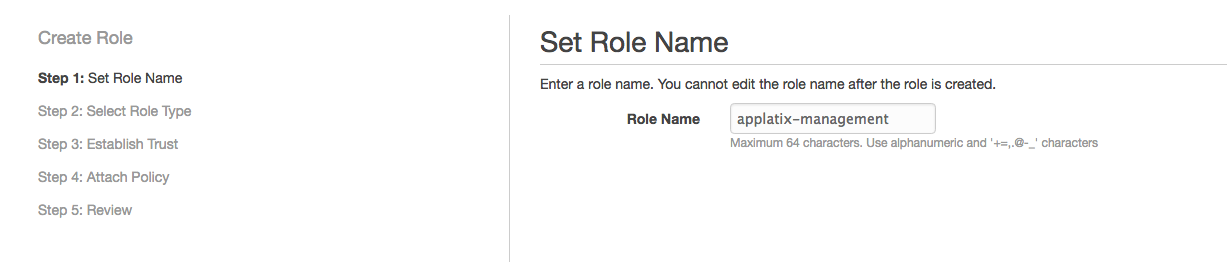 Create Role
Step 1: Set Role Name
Step 2: Select Role Type
Step 3: Establish Trust
Step 4: Attach Policy
Step 5: Review
Set Role Name
Enter a role name. You cannot edit the role name after the role is created.
Role Name applatix-management
Maximum 64 characters. Use alphanumeric and '+=,.@-_' characters